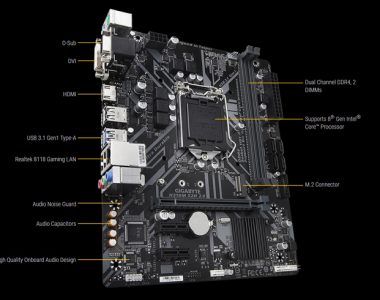 D-Sub
DVI
HDMI
USB 3.1 Gen1 Type-A
Realtek 8118 Gaming LAN
Audio Noise Guard
Audio Capacitors
High Quality Onboard Audio Design
Dual Channel DDR4, 2
DIMMs
Supports 8th Gen Intel®
Core™ Processor
M.2 Connector
GIGABYTE